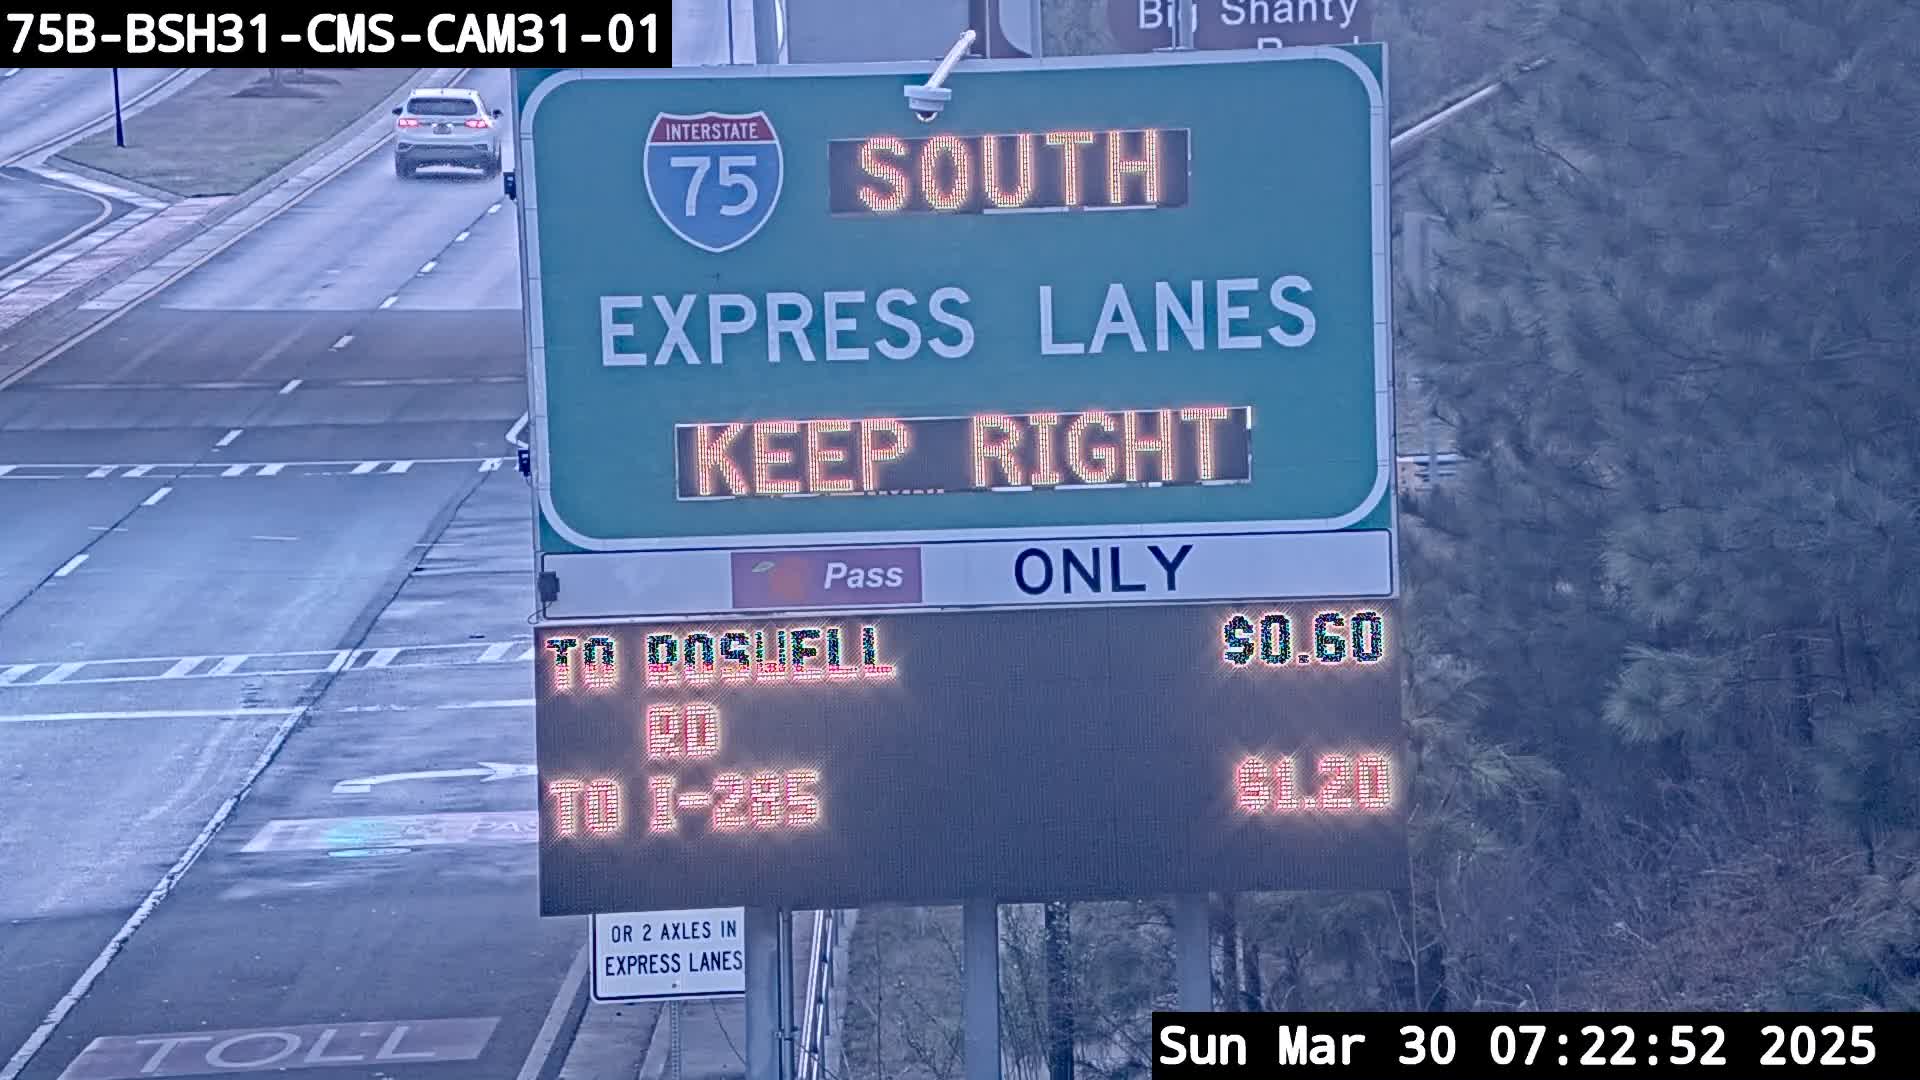 75B-BSH31-CMS-CAM31-01
Big Shanty
INTERSTATE
75
SOUTH
EXPRESS LANES
KEEP RIGHT
Pass ONLY
TO ROSWELL $0.60
RD
TO I-285 $1.20
OR 2 AXLES IN
EXPRESS LANES
TOLL
Sun Mar 30 07:22:52 2025